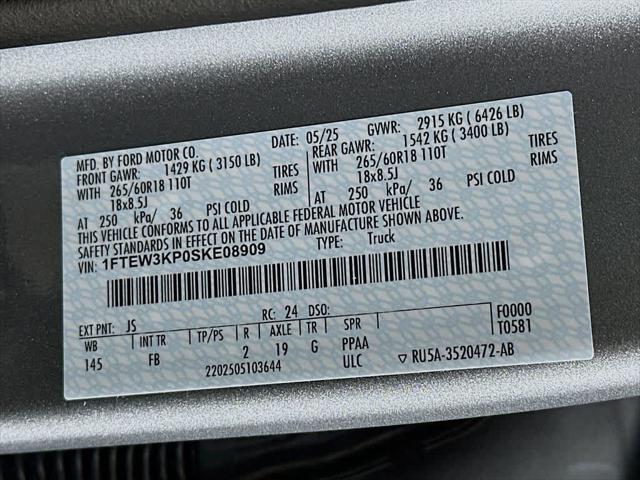 MFD. BY FORD MOTOR CO.
DATE: 05/25 GVWR: 2915 KG ( 6426 LB)
FRONT GAWR: 1429 KG ( 3150 LB) REAR GAWR: 1542 KG ( 3400 LB)
WITH 265/60R18 110T TIRES WITH 265/60R18 110T TIRES
18x8.5J RIMS 18x8.5J RIMS
AT 250 kPa/ 36 PSI COLD AT 250 kPa/ 36 PSI COLD
THIS VEHICLE CONFORMS TO ALL APPLICABLE FEDERAL MOTOR VEHICLE
SAFETY STANDARDS IN EFFECT ON THE DATE OF MANUFACTURE SHOWN ABOVE.
VIN: 1FTEW3KP0SKE08909
TYPE: Truck
EXT PNT: JS RC: 24 DSO: F0000
WB INT TR TP/PS R AXLE TR SPR T0581
145 FB 2 19 G PPAA
2202505103644 ULC ▽ RU5A-3520472-AB